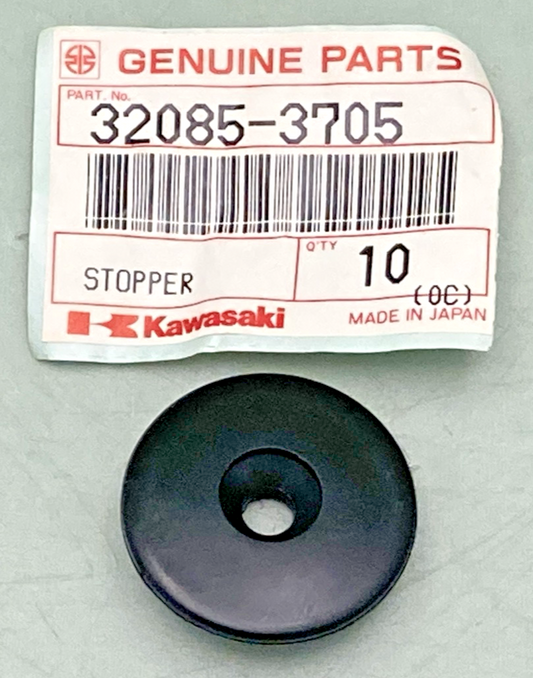 GENUINE PARTS
PART. No.
32085-3705
STOPPER
Q'TY
10
(OC)
Kawasaki
MADE IN JAPAN